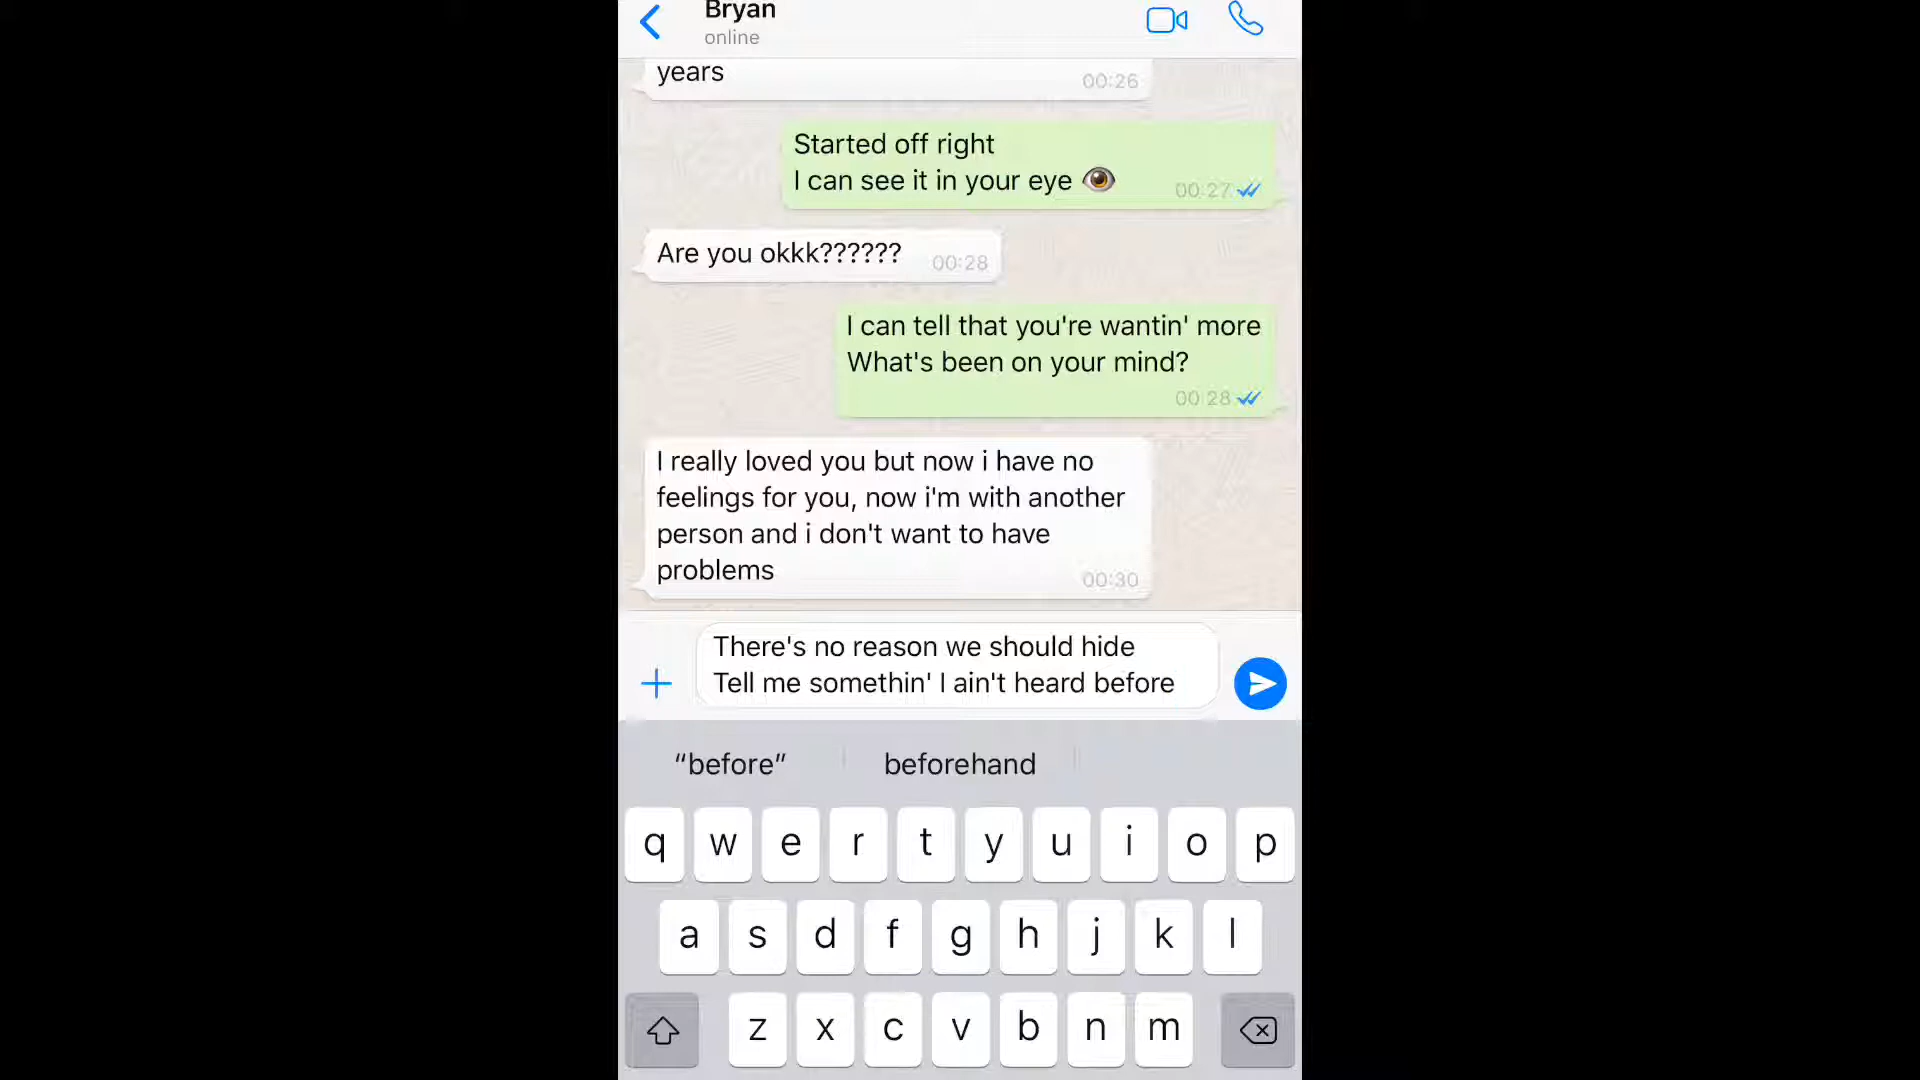 Bryan
online
years
00:26
Started off right
I can see it in your eye 👁
00:27
Are you okkk??????
00:28
I can tell that you're wantin' more
What's been on your mind?
00:28
I really loved you but now i have no
feelings for you, now i'm with another
person and i don't want to have
problems
00:30
There's no reason we should hide
Tell me somethin' I ain't heard before
“before”
beforehand
q w e r t y u i o p
a s d f g h j k l
z x c v b n m